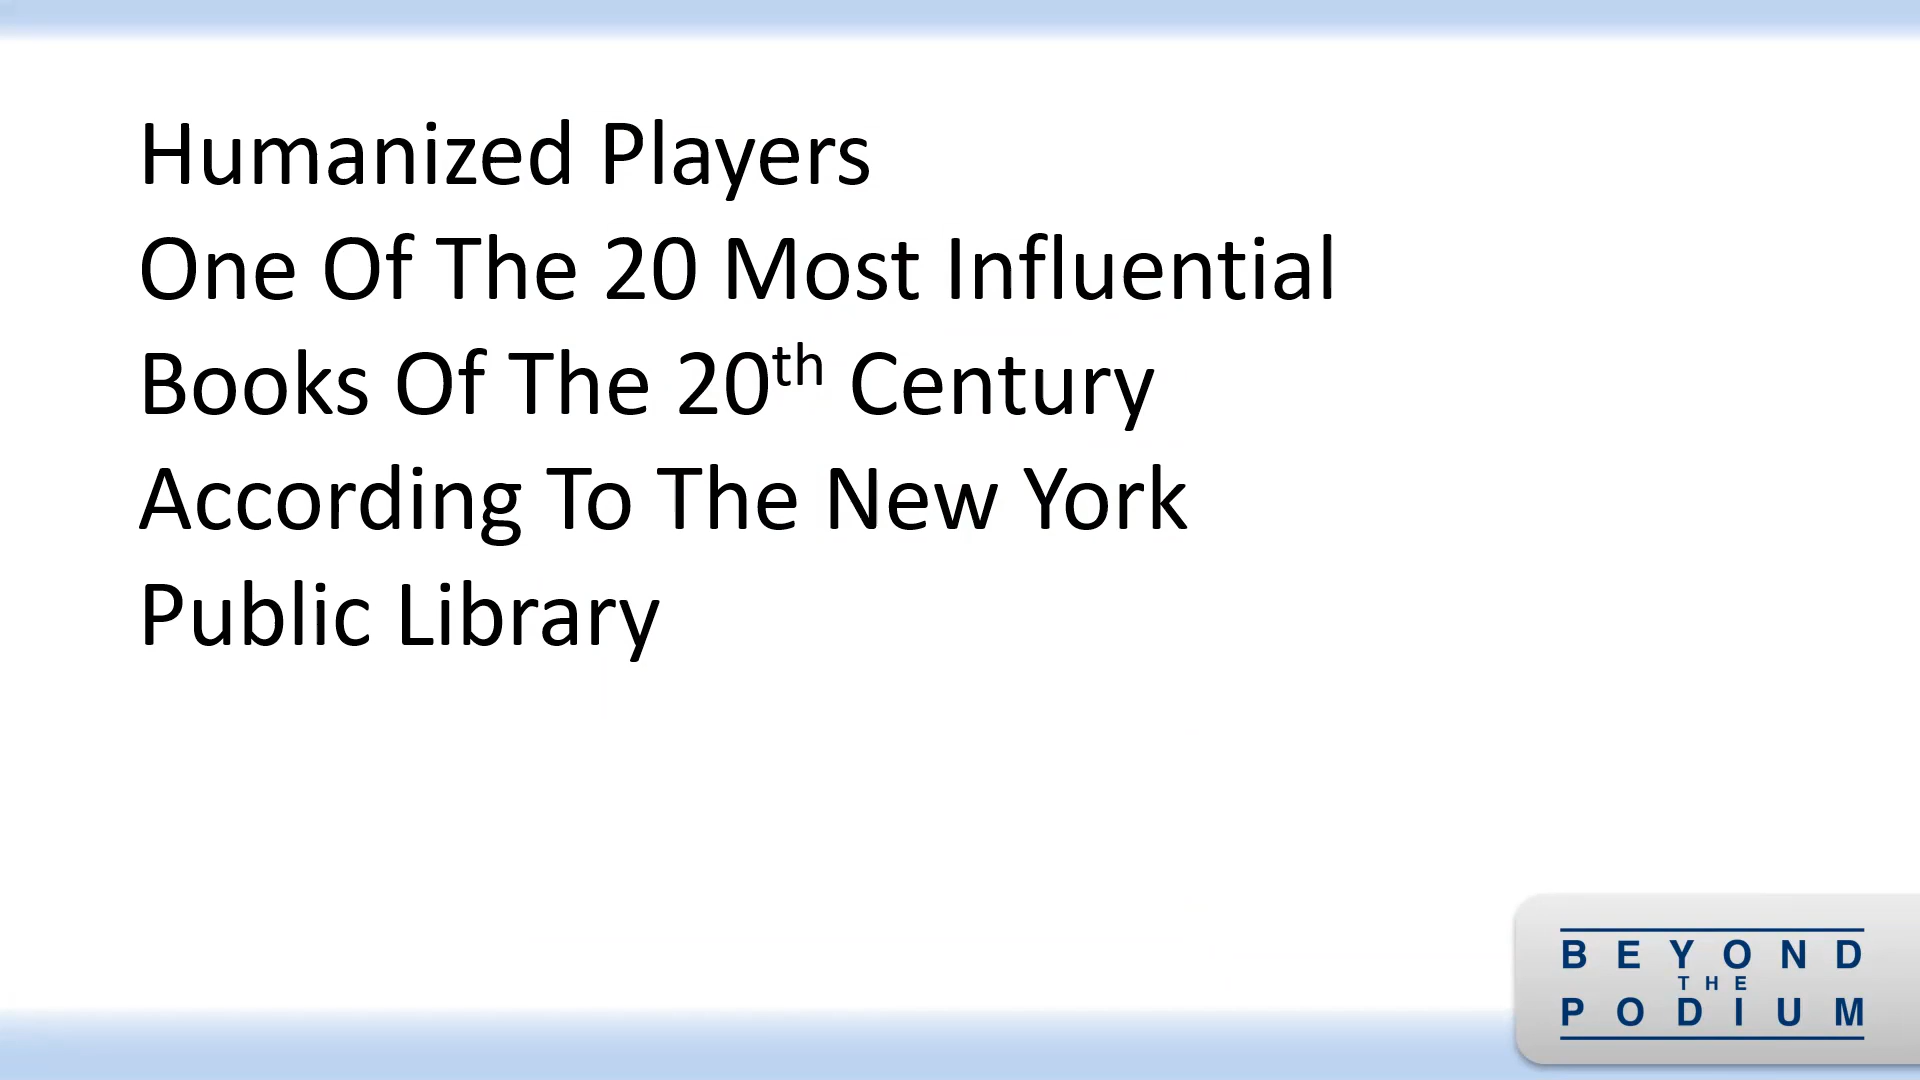 Humanized Players
One Of The 20 Most Influential
Books Of The 20th Century
According To The New York
Public Library
BEYOND
THE
PODIUM